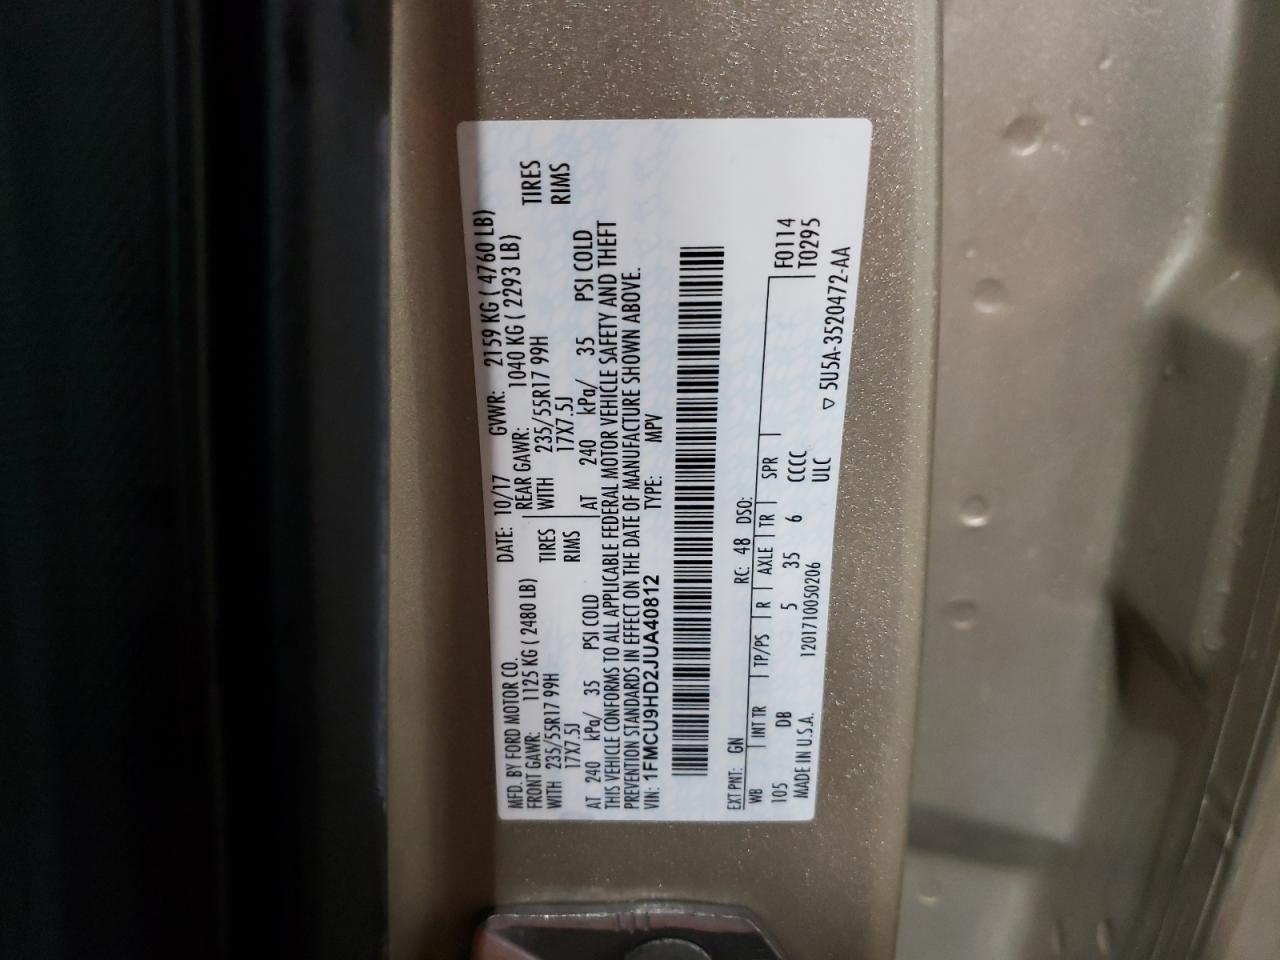 MFD. BY FORD MOTOR CO.
DATE: 10/17 GVWR: 2159 KG ( 4760 LB)
FRONT GAWR: 1125 KG ( 2480 LB) REAR GAWR: 1040 KG ( 2293 LB)
WITH 235/55R17 99H TIRES WITH 235/55R17 99H TIRES
17X7.5J RIMS 17X7.5J RIMS
AT 240 kPa/ 35 PSI COLD AT 240 kPa/ 35 PSI COLD
THIS VEHICLE CONFORMS TO ALL APPLICABLE FEDERAL MOTOR VEHICLE SAFETY AND THEFT
PREVENTION STANDARDS IN EFFECT ON THE DATE OF MANUFACTURE SHOWN ABOVE.
VIN: 1FMCU9HD2JUA40812 TYPE: MPV
EXT PNT: GN RC: 48 DSO:
WB INT TR TP/PS R AXLE TR SPR F0114
105 DB 5 35 6 CCCC T0295
MADE IN U.S.A. 1201710050206 ULC ▽ 5U5A-3520472-AA